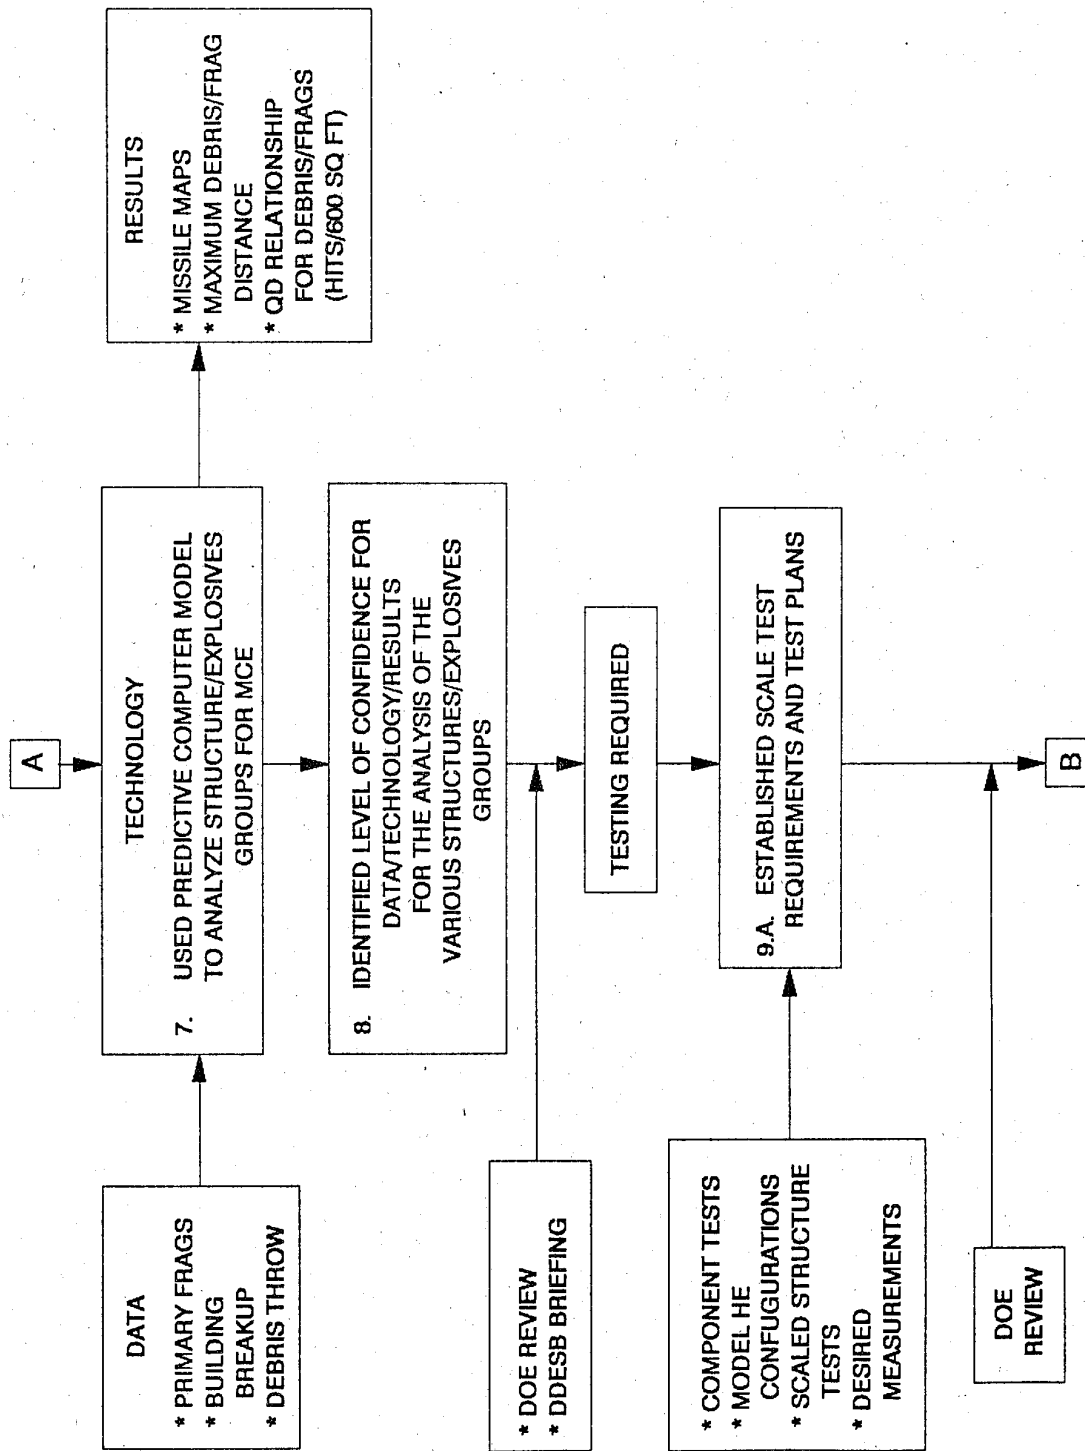 A
DATA
* PRIMARY FRAGS
* BUILDING
BREAKUP
* DEBRIS THROW
TECHNOLOGY
7. USED PREDICTIVE COMPUTER MODEL
TO ANALYZE STRUCTURE/EXPLOSIVES
GROUPS FOR MCE
RESULTS
* MISSILE MAPS
* MAXIMUM DEBRIS/FRAG
DISTANCE
* QD RELATIONSHIP
FOR DEBRIS/FRAGS
(HITS/600 SQ FT)
8. IDENTIFIED LEVEL OF CONFIDENCE FOR
DATA/TECHNOLOGY/RESULTS
FOR THE ANALYSIS OF THE
VARIOUS STRUCTURES/EXPLOSIVES
GROUPS
* DOE REVIEW
* DDESB BRIEFING
TESTING REQUIRED
* COMPONENT TESTS
* MODEL HE
CONFUGURATIONS
* SCALED STRUCTURE
TESTS
* DESIRED
MEASUREMENTS
9.A. ESTABLISHED SCALE TEST
REQUIREMENTS AND TEST PLANS
DOE
REVIEW
B